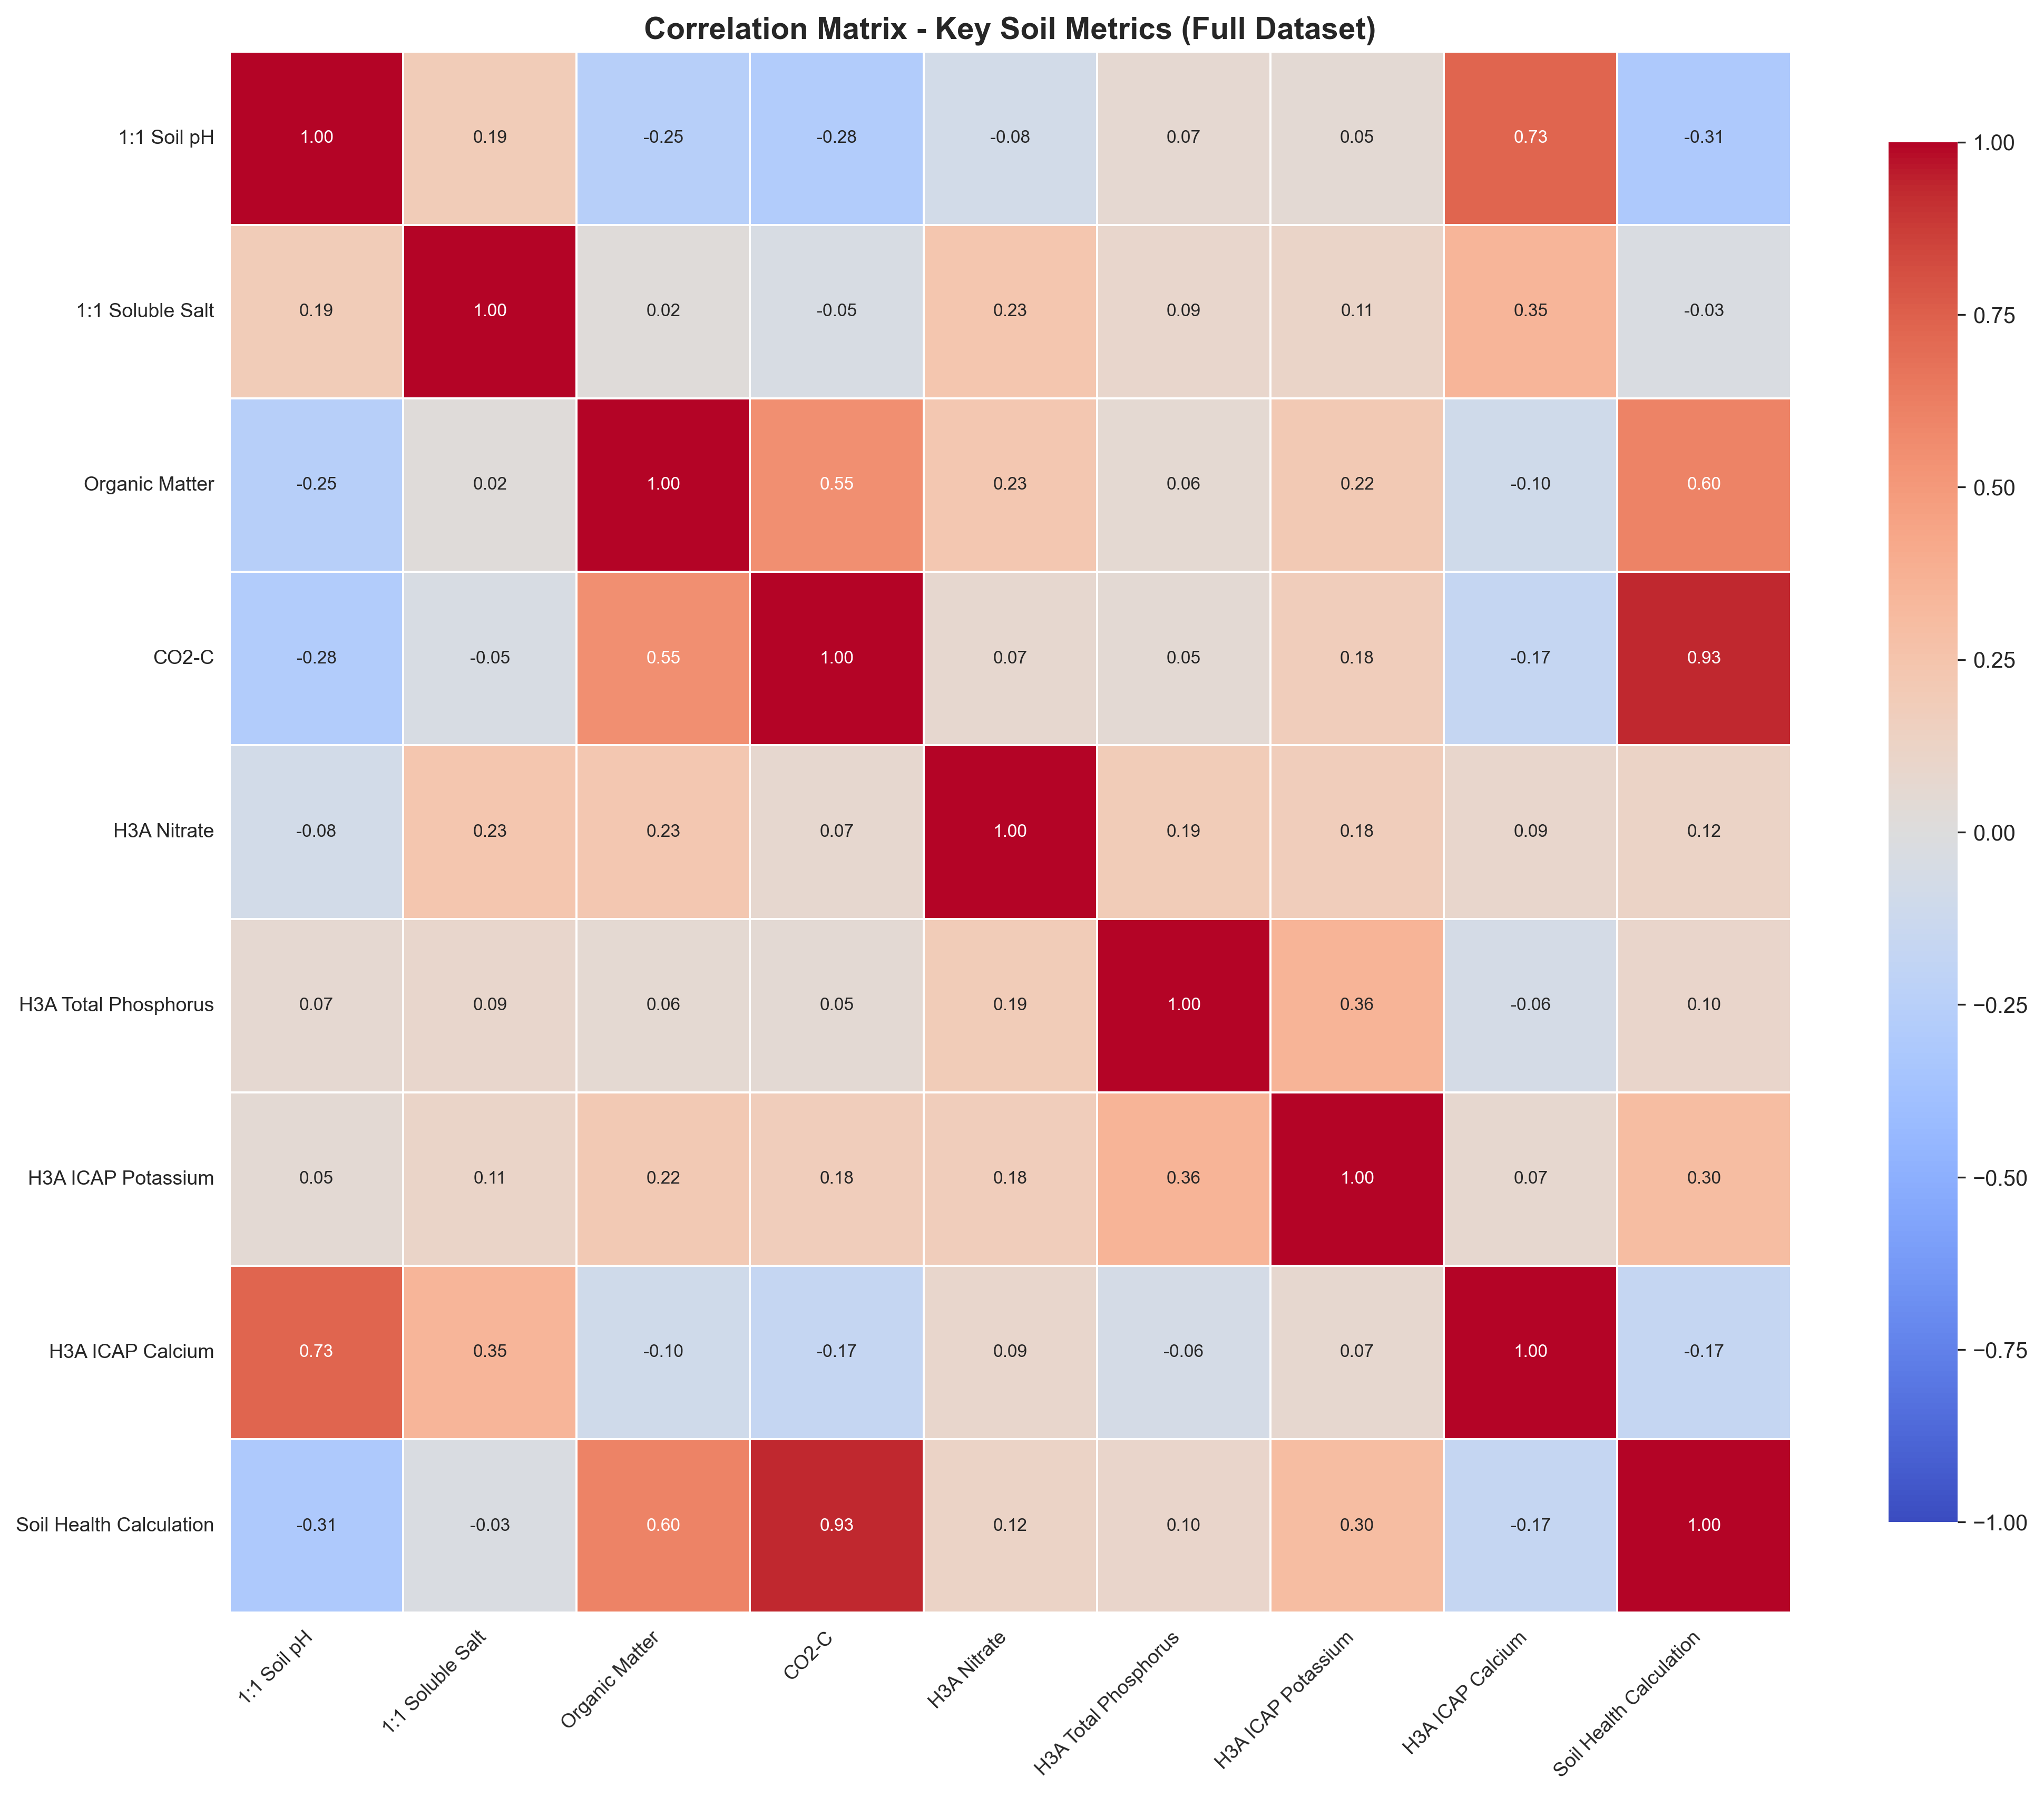 Correlation Matrix - Key Soil Metrics (Full Dataset)
1:1 Soil pH 1.00 0.19 -0.25 -0.28 -0.08 0.07 0.05 0.73 -0.31
1:1 Soluble Salt 0.19 1.00 0.02 -0.05 0.23 0.09 0.11 0.35 -0.03
Organic Matter -0.25 0.02 1.00 0.55 0.23 0.06 0.22 -0.10 0.60
CO2-C -0.28 -0.05 0.55 1.00 0.07 0.05 0.18 -0.17 0.93
H3A Nitrate -0.08 0.23 0.23 0.07 1.00 0.19 0.18 0.09 0.12
H3A Total Phosphorus 0.07 0.09 0.06 0.05 0.19 1.00 0.36 -0.06 0.10
H3A ICAP Potassium 0.05 0.11 0.22 0.18 0.18 0.36 1.00 0.07 0.30
H3A ICAP Calcium 0.73 0.35 -0.10 -0.17 0.09 -0.06 0.07 1.00 -0.17
Soil Health Calculation -0.31 -0.03 0.60 0.93 0.12 0.10 0.30 -0.17 1.00
1:1 Soil pH
1:1 Soluble Salt
Organic Matter
CO2-C
H3A Nitrate
H3A Total Phosphorus
H3A ICAP Potassium
H3A ICAP Calcium
Soil Health Calculation
1.00
0.75
0.50
0.25
0.00
−0.25
−0.50
−0.75
−1.00